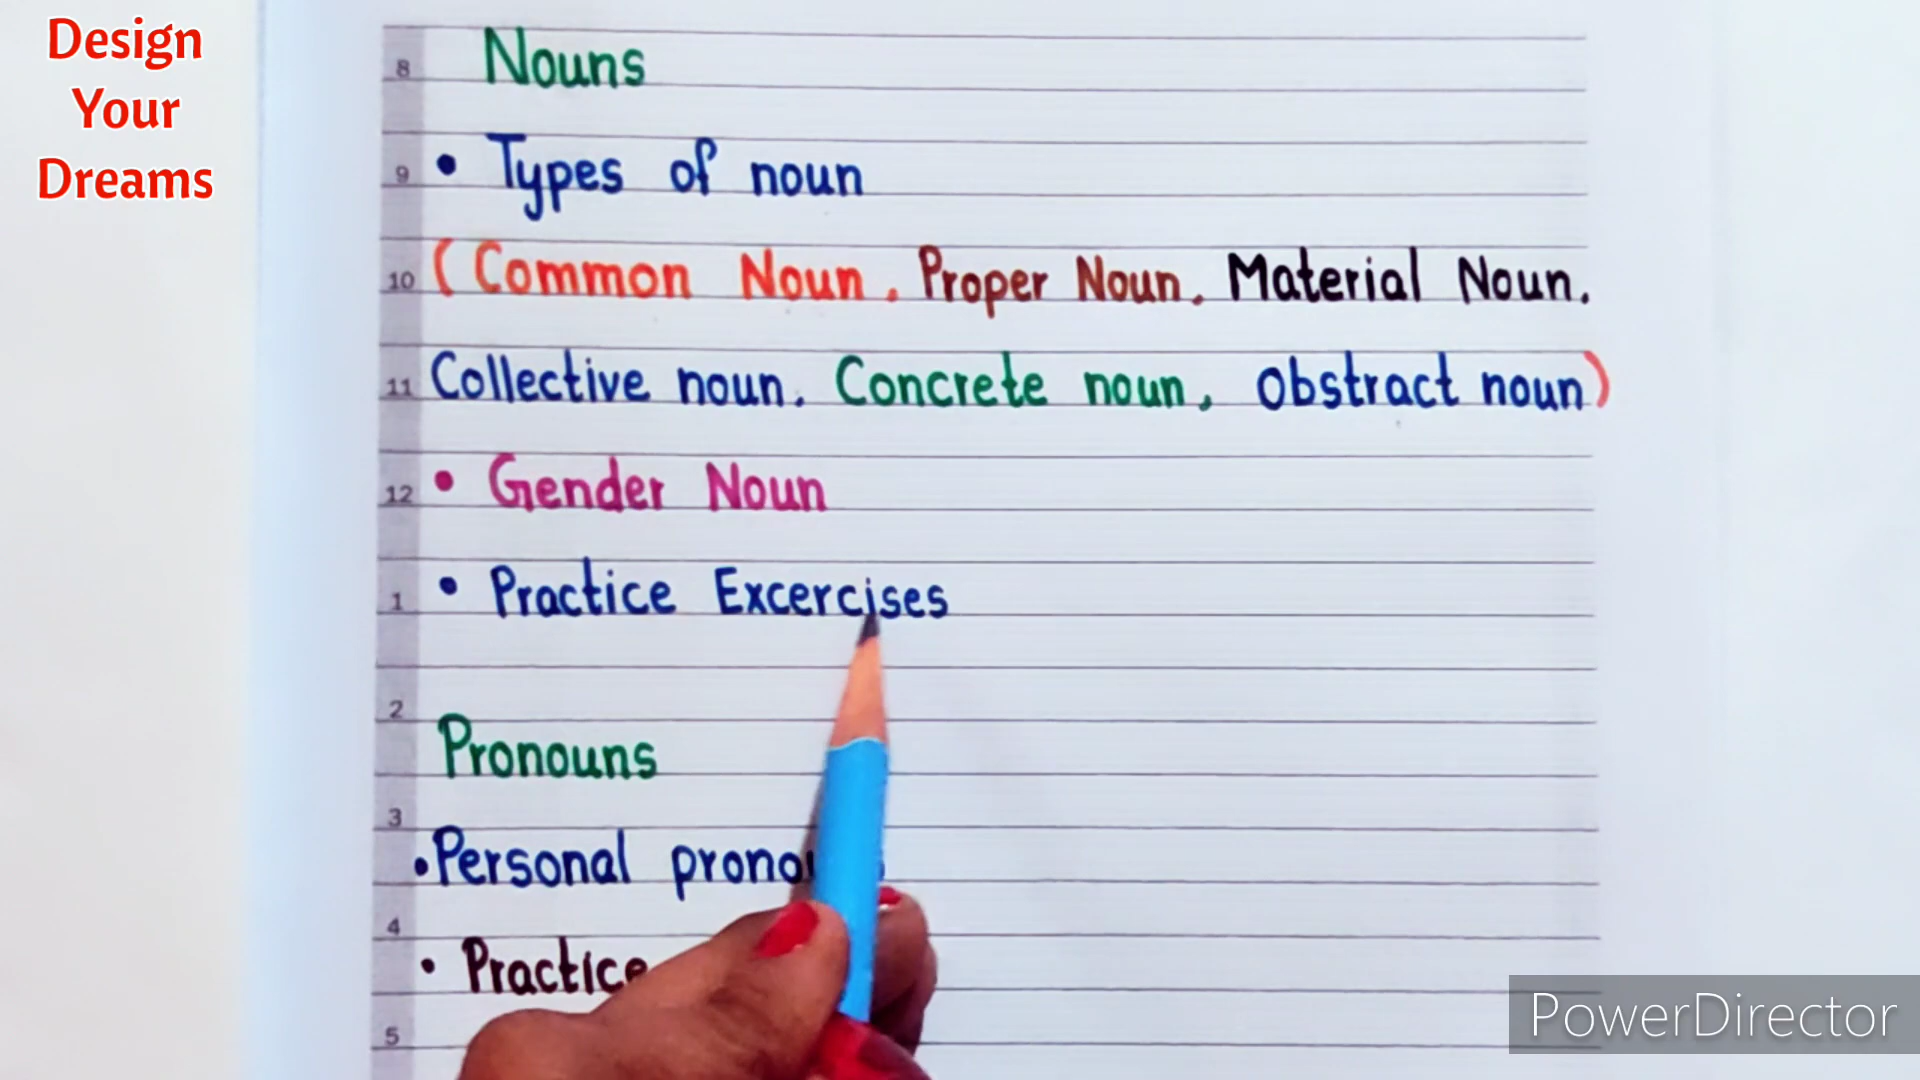 Design
Your
Dreams
8 Nouns
9 • Types of noun
10 (Common Noun, Proper Noun, Material Noun,
11 Collective noun, Concrete noun, Obstract noun)
12 • Gender Noun
1 • Practice Excercises
2
Pronouns
3
• Personal
4
• Practice
5
PowerDirector